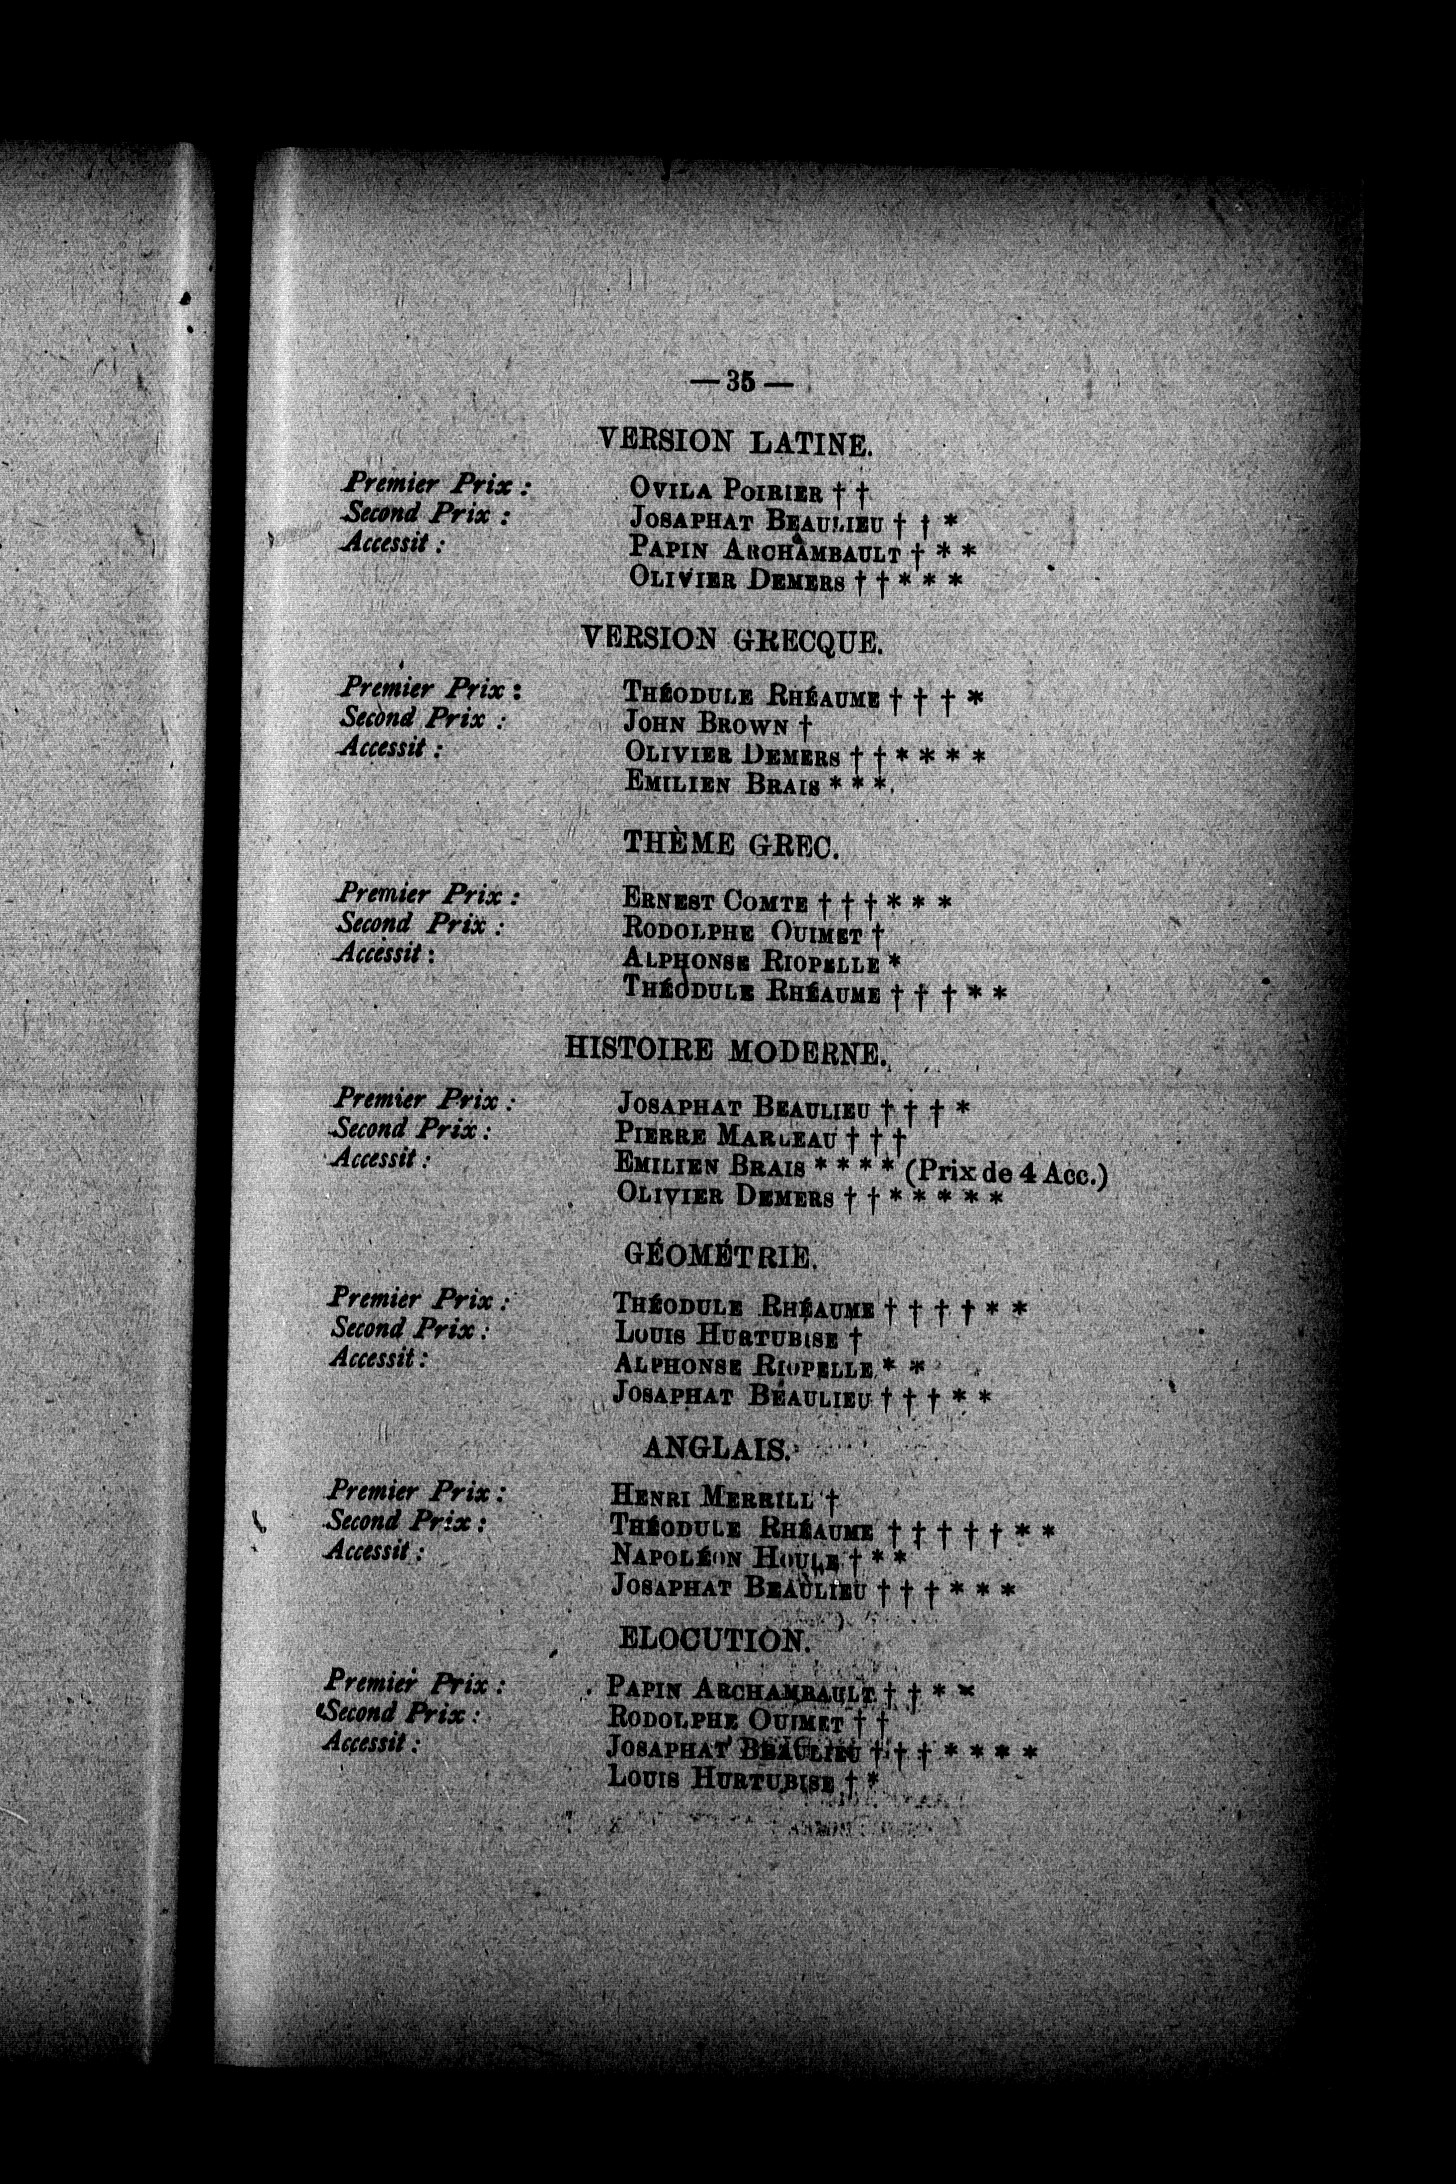 — 35 —
VERSION LATINE.
Premier Prix : OVILA POIRIER † †
Second Prix : JOSAPHAT BEAULIEU † † *
Accessit : PAPIN ARCHAMBAULT † * *
OLIVIER DEMERS † † * * *
VERSION GRECQUE.
Premier Prix : THÉODULE RHÉAUME † † † *
Second Prix : JOHN BROWN †
Accessit : OLIVIER DEMERS † † * * * *
EMILIEN BRAIS * * *
THÈME GREC.
Premier Prix : ERNEST COMTE † † † * * *
Second Prix : RODOLPHE OUIMET †
Accessit : ALPHONSE RIOPELLE *
THÉODULE RHÉAUME † † † * *
HISTOIRE MODERNE.
Premier Prix : JOSAPHAT BEAULIEU † † † *
Second Prix : PIERRE MARLEAU † † †
Accessit : EMILIEN BRAIS * * * * (Prix de 4 Acc.)
OLIVIER DEMERS † † * * * * *
GÉOMÉTRIE.
Premier Prix : THÉODULE RHÉAUME † † † † * *
Second Prix : LOUIS HURTUBISE †
Accessit : ALPHONSE RIOPELLE * *
JOSAPHAT BEAULIEU † † † * *
ANGLAIS.
Premier Prix : HENRI MERRILL †
Second Prix : THÉODULE RHÉAUME † † † † † * *
Accessit : NAPOLÉON HOULE † * *
JOSAPHAT BEAULIEU † † † * * *
ELOCUTION.
Premier Prix : PAPIN ARCHAMBAULT † † * *
Second Prix : RODOLPHE OUIMET † †
Accessit : JOSAPHAT BEAULIEU † † † * * * *
LOUIS HURTUBISE † *